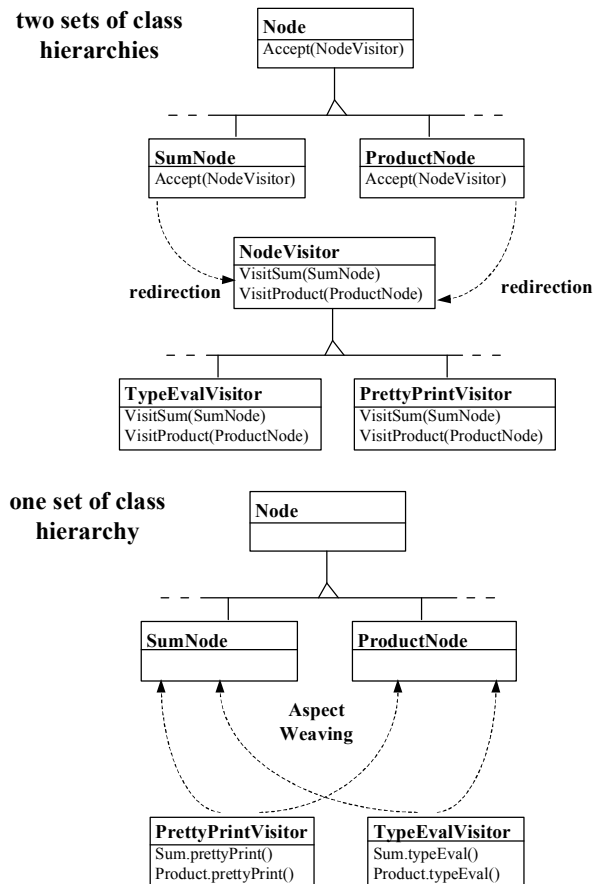 two sets of class
hierarchies
Node
Accept(NodeVisitor)
SumNode
Accept(NodeVisitor)
ProductNode
Accept(NodeVisitor)
NodeVisitor
VisitSum(SumNode)
VisitProduct(ProductNode)
redirection
redirection
TypeEvalVisitor
VisitSum(SumNode)
VisitProduct(ProductNode)
PrettyPrintVisitor
VisitSum(SumNode)
VisitProduct(ProductNode)
one set of class
hierarchy
Node
SumNode
ProductNode
Aspect
Weaving
PrettyPrintVisitor
Sum.prettyPrint()
Product.prettyPrint()
TypeEvalVisitor
Sum.typeEval()
Product.typeEval()